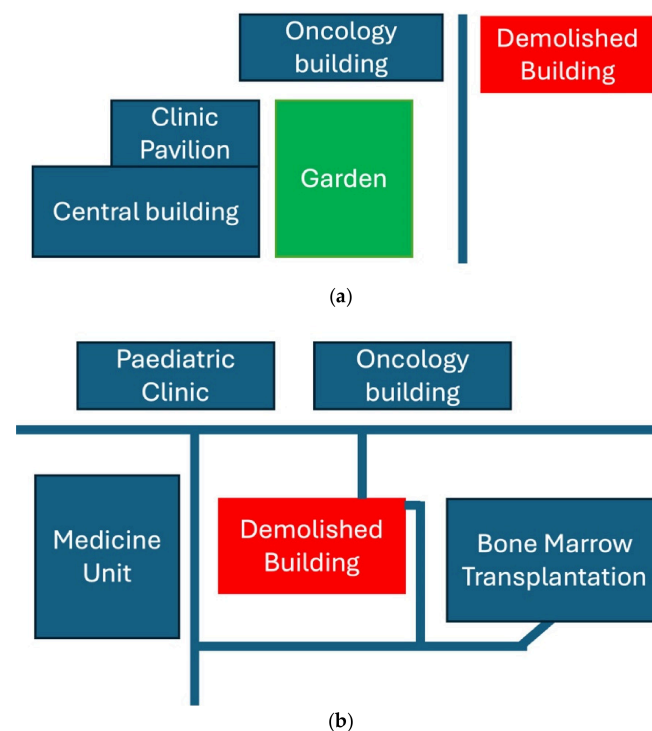 Oncology
building
Demolished
Building
Clinic
Pavilion
Central building
Garden
(a)
Paediatric
Clinic
Oncology
building
Medicine
Unit
Demolished
Building
Bone Marrow
Transplantation
(b)